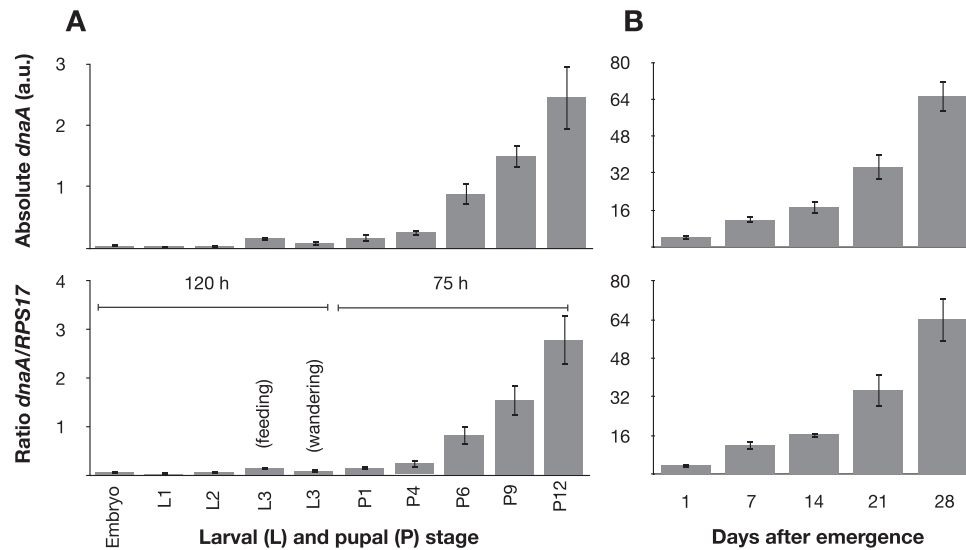 A
B
Absolute dnaA (a.u.)
3
2
1
80
64
48
32
16
Ratio dnaA/RPS17
4
3
2
1
120 h
75 h
(feeding)
(wandering)
80
64
48
32
16
Embryo
L1
L2
L3
L3
P1
P4
P6
P9
P12
1 7 14 21 28
Larval (L) and pupal (P) stage
Days after emergence